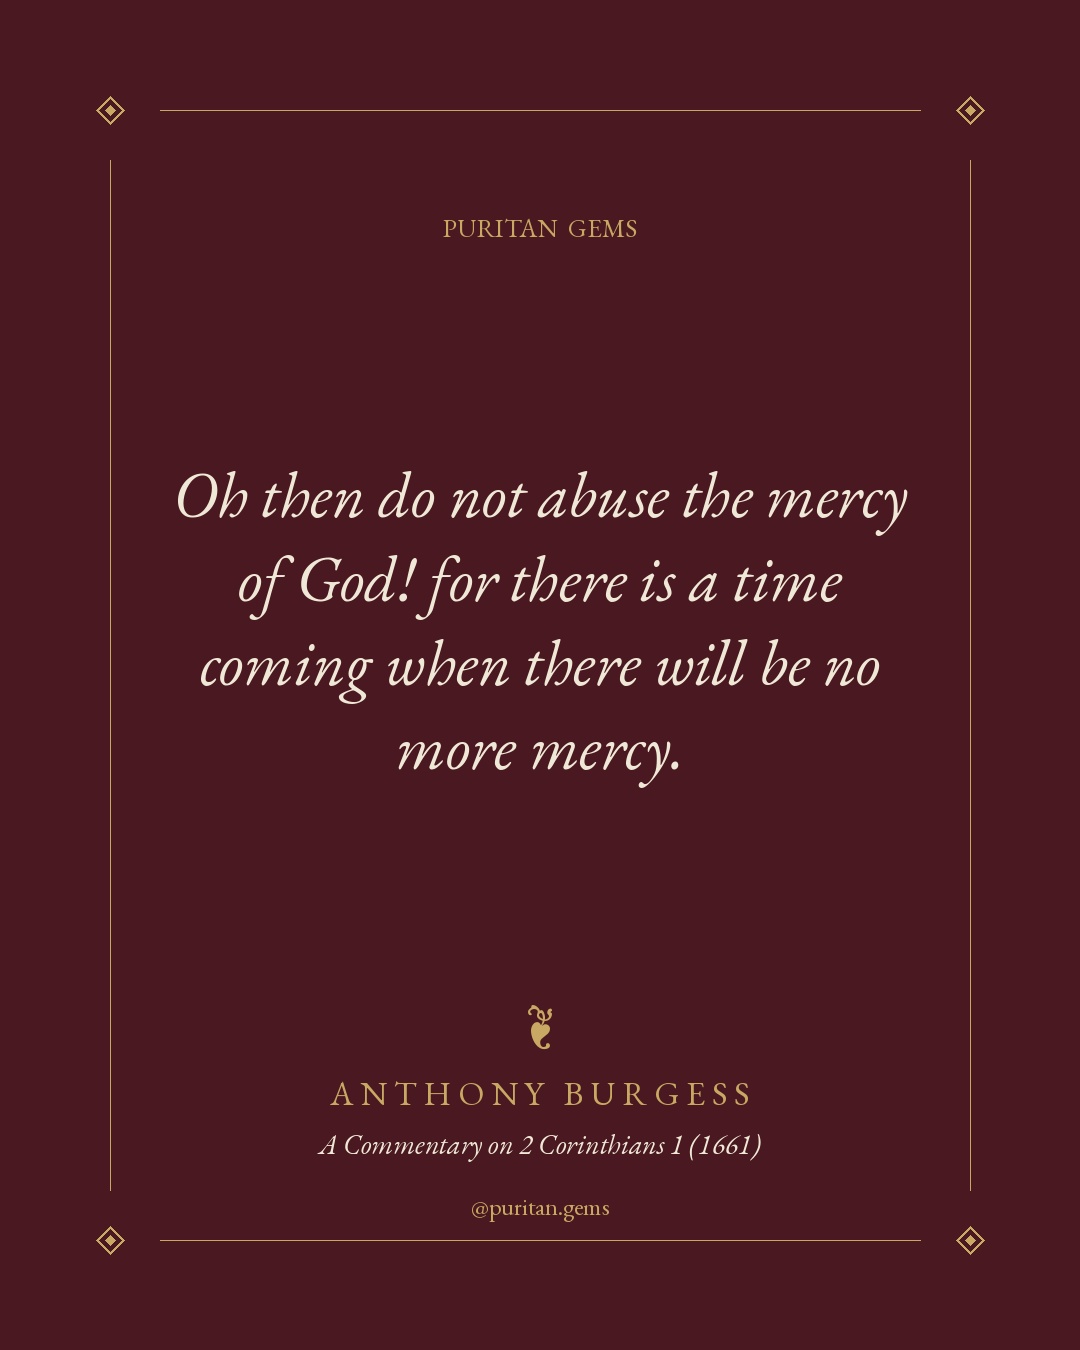 PURITAN GEMS
Oh then do not abuse the mercy
of God! for there is a time
coming when there will be no
more mercy.
ANTHONY BURGESS
A Commentary on 2 Corinthians 1 (1661)
@puritan.gems